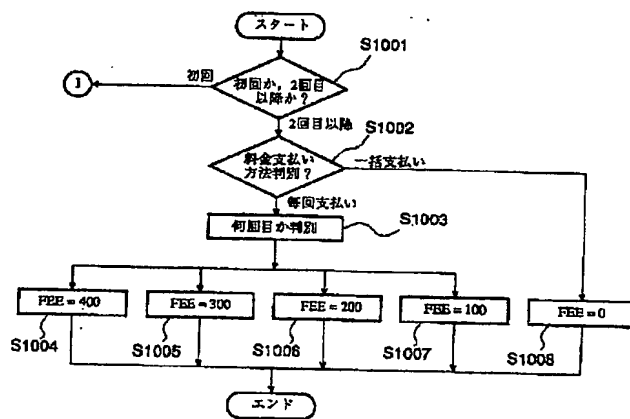 スタート
S1001
初回
初回か，2回目
以降か？
1
2回目以降
S1002
料金支払い
方法判別？
一括支払い
毎回支払い
S1003
何回目か判別
FEE = 400
FEE = 300
FEE = 200
FEE = 100
FEE = 0
S1004
S1005
S1006
S1007
S1008
エンド